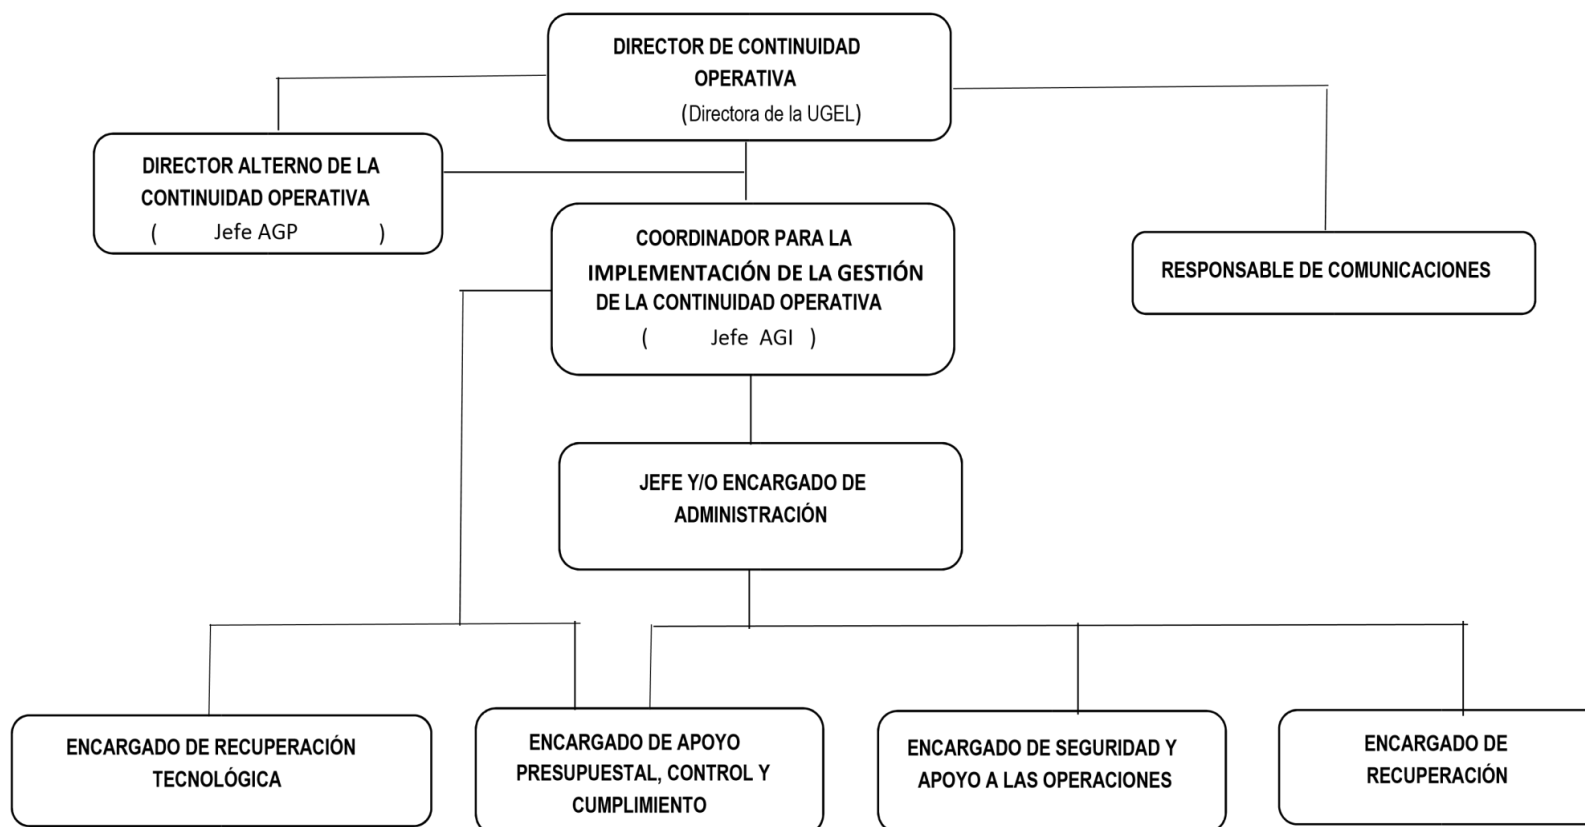 DIRECTOR DE CONTINUIDAD
OPERATIVA
(Directora de la UGEL)
DIRECTOR ALTERNO DE LA
CONTINUIDAD OPERATIVA
( Jefe AGP )
COORDINADOR PARA LA
IMPLEMENTACIÓN DE LA GESTIÓN
DE LA CONTINUIDAD OPERATIVA
( Jefe AGI )
RESPONSABLE DE COMUNICACIONES
JEFE Y/O ENCARGADO DE
ADMINISTRACIÓN
ENCARGADO DE RECUPERACIÓN
TECNOLÓGICA
ENCARGADO DE APOYO
PRESUPUESTAL, CONTROL Y
CUMPLIMIENTO
ENCARGADO DE SEGURIDAD Y
APOYO A LAS OPERACIONES
ENCARGADO DE
RECUPERACIÓN